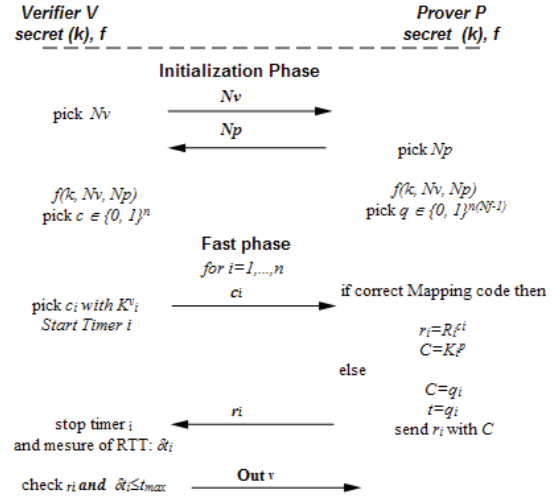 Verifier V
secret (k), f
Prover P
secret (k), f
Initialization Phase
pick Nv
Nv
Np
pick Np
f(k, Nv, Np)
pick c ∈ {0, 1}ⁿ
f(k, Nv, Np)
pick q ∈ {0, 1}ⁿ⁽ᴺᶠ⁻¹⁾
Fast phase
for i=1,...,n
pick cᵢ with Kᵛᵢ
Start Timer i
ci
if correct Mapping code then
rᵢ=Rᵢᶜⁱ
C=Kᵢᵖ
else
C=qᵢ
t=qᵢ
send rᵢ with C
ri
stop timer ᵢ
and mesure of RTT: δtᵢ
check rᵢ and δtᵢ≤tmax
Out v